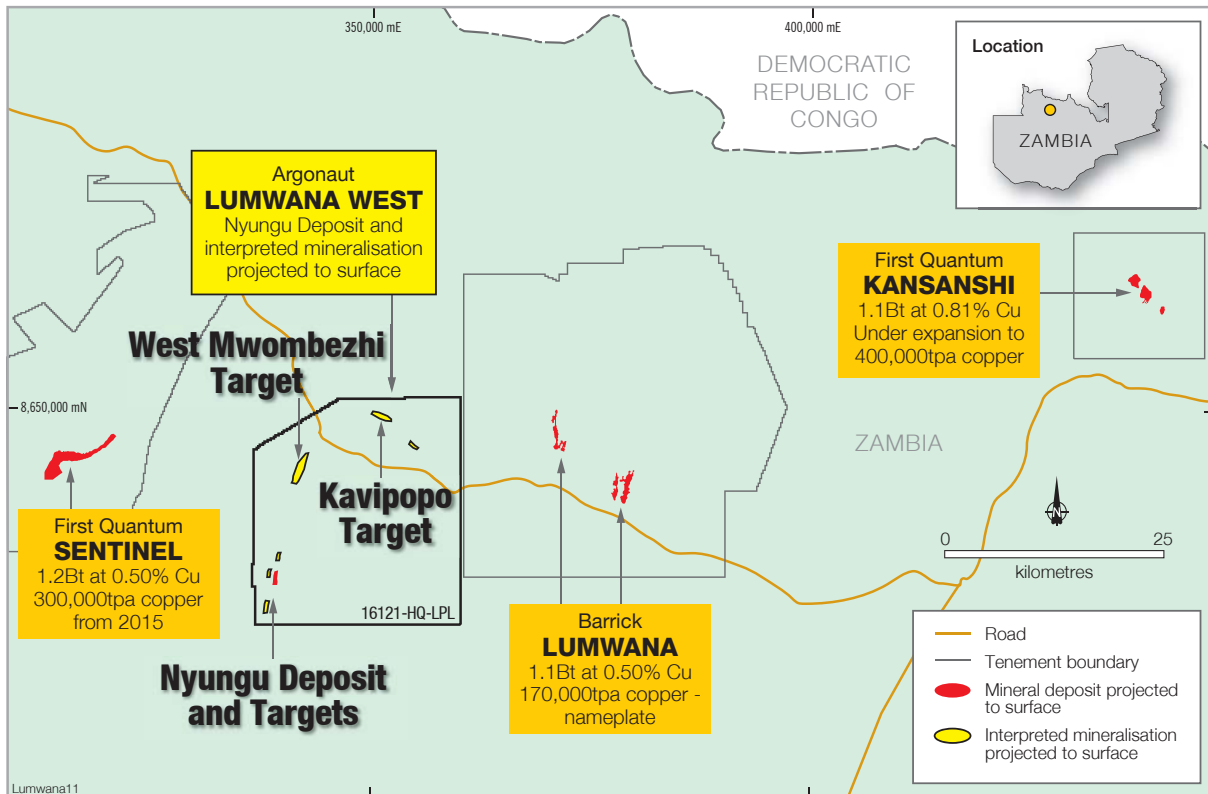 350,000 mE
400,000 mE
DEMOCRATIC
REPUBLIC OF
CONGO
Location
ZAMBIA
Argonaut
LUMWANA WEST
Nyungu Deposit and
interpreted mineralisation
projected to surface
First Quantum
KANSANSHI
1.1Bt at 0.81% Cu
Under expansion to
400,000tpa copper
West Mwombezhi
Target
8,650,000 mN
ZAMBIA
Kavipopo
Target
N
First Quantum
SENTINEL
1.2Bt at 0.50% Cu
300,000tpa copper
from 2015
0 25
kilometres
16121-HQ-LPL
Barrick
LUMWANA
1.1Bt at 0.50% Cu
170,000tpa copper -
nameplate
Nyungu Deposit
and Targets
Road
Tenement boundary
Mineral deposit projected
to surface
Interpreted mineralisation
projected to surface
Lumwana11